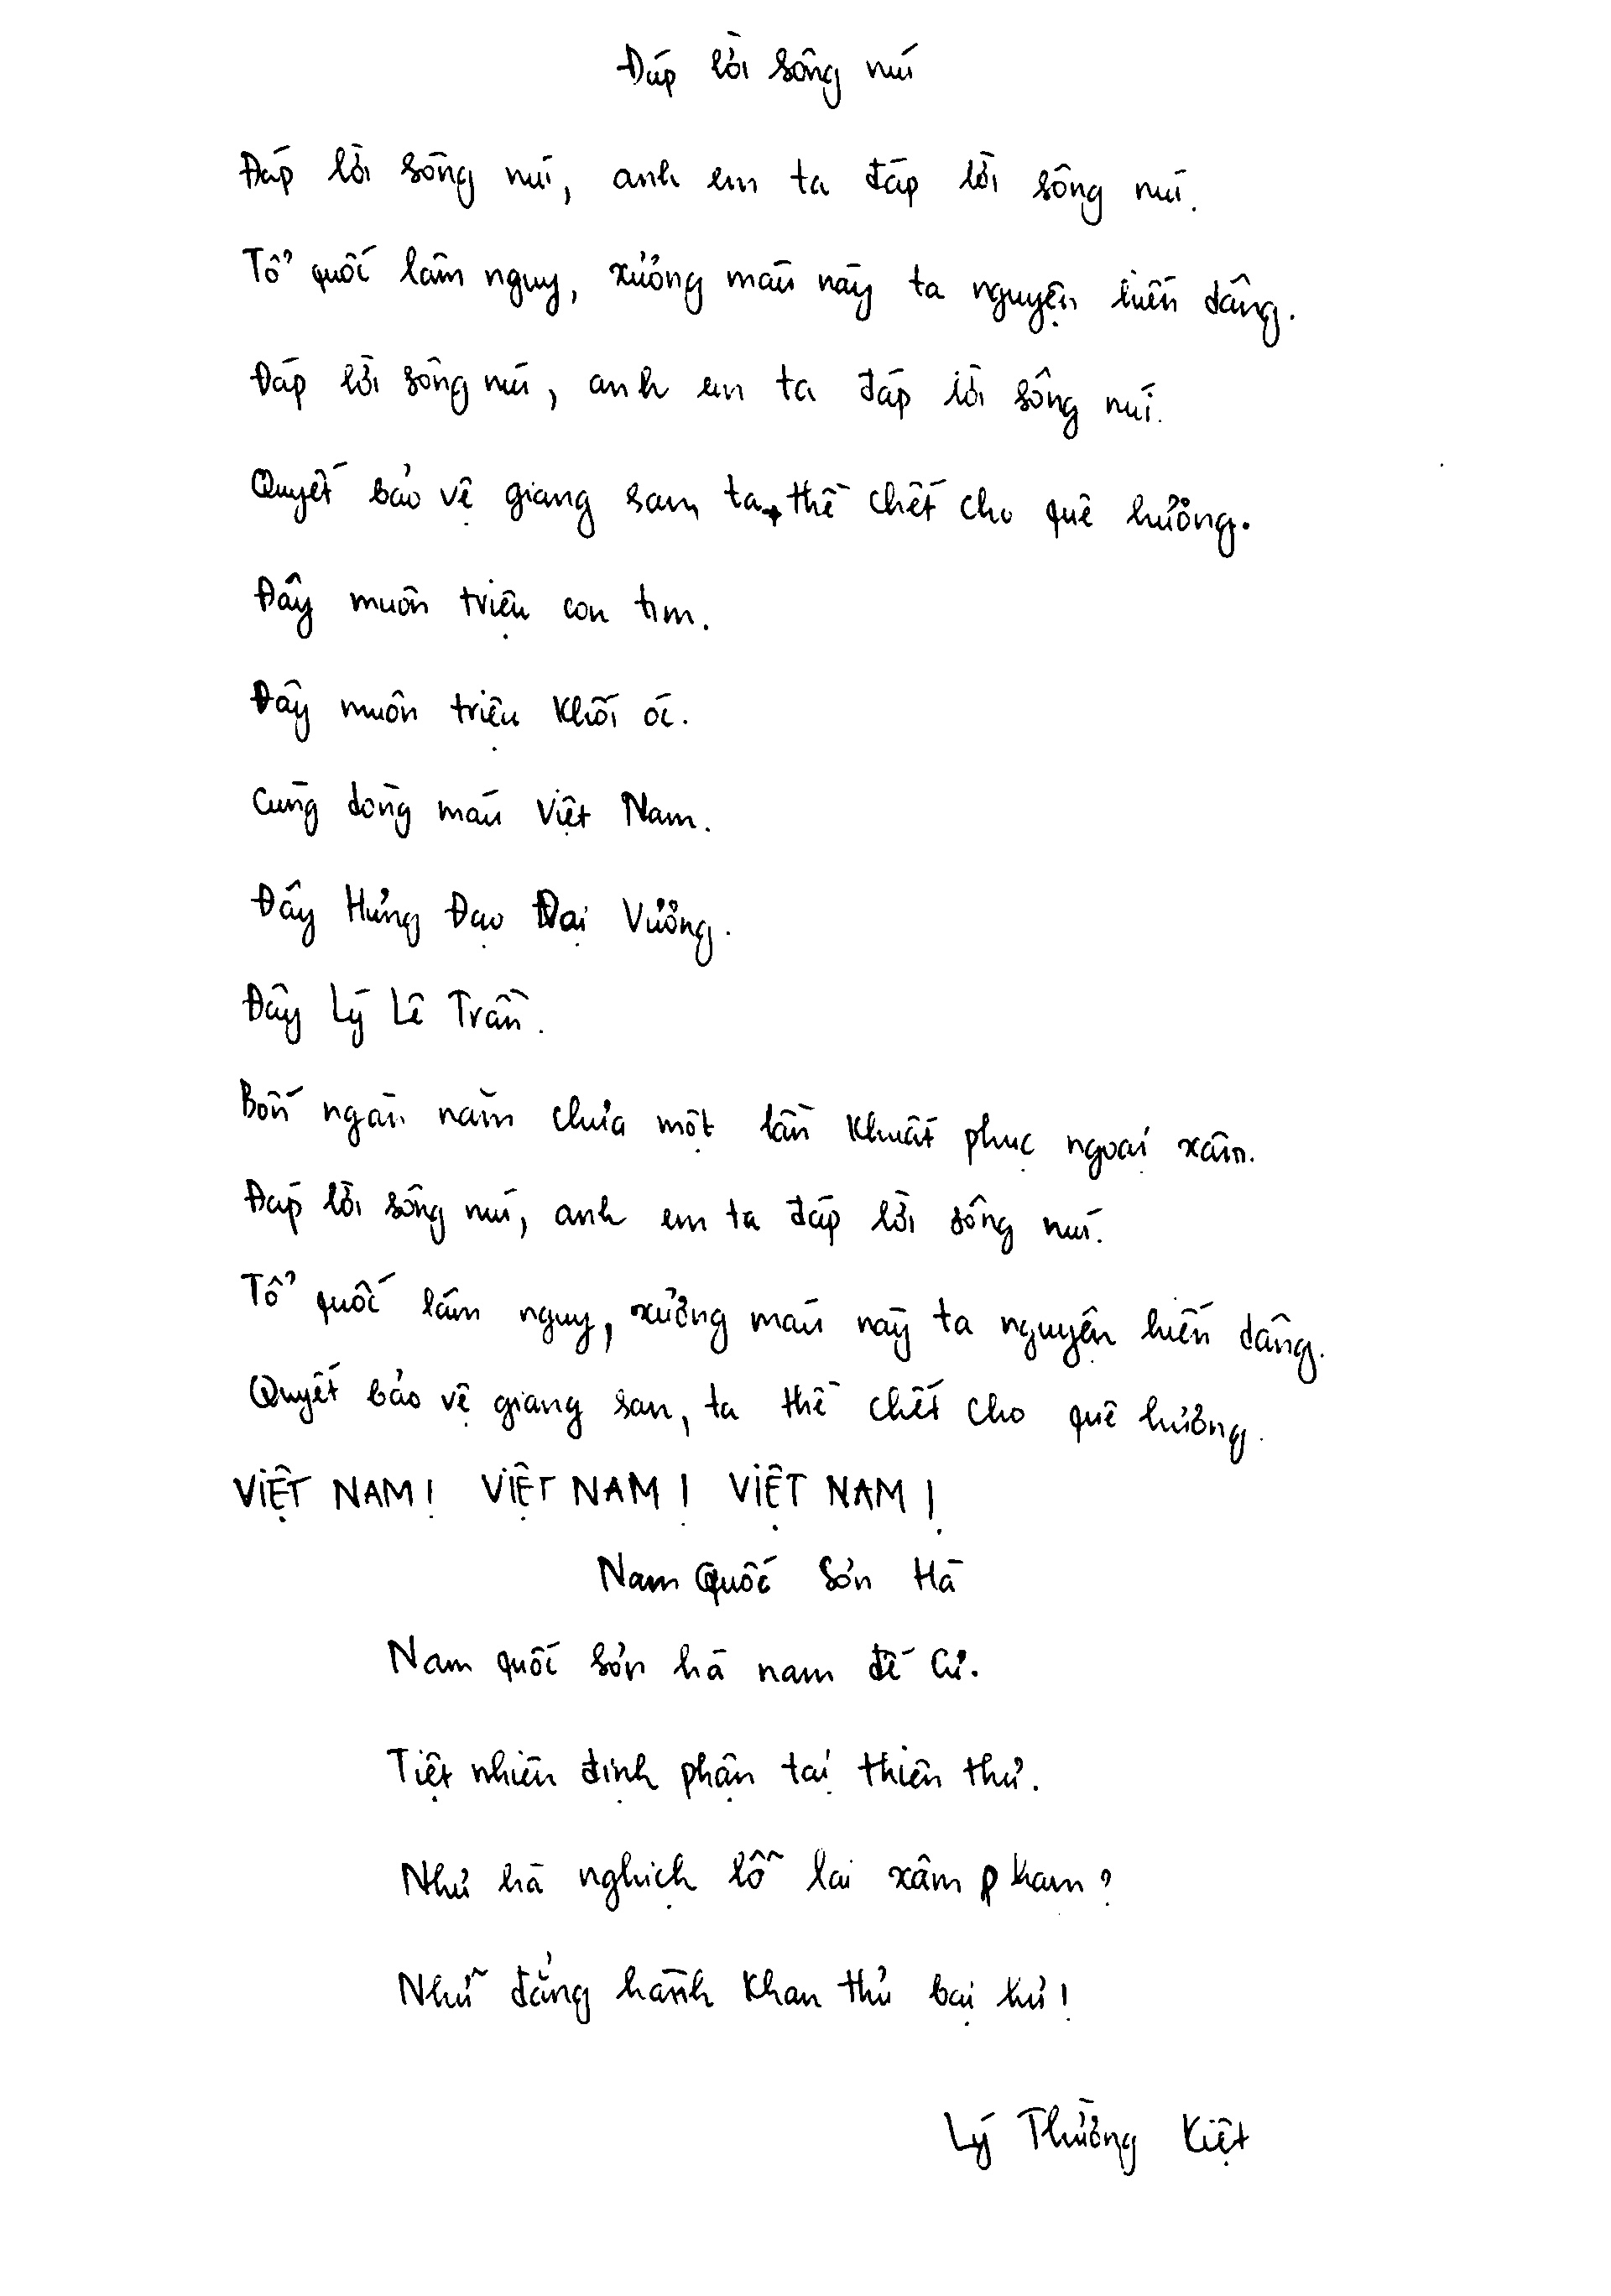 Đáp lời sông núi
Đáp lời sông núi, anh em ta đáp lời sông núi.
Tổ quốc lâm nguy, xương máu này ta nguyện hiến dâng.
Đáp lời sông núi, anh em ta đáp lời sông núi.
Quyết bảo vệ giang san, ta thề chết cho quê hương.
Đây muôn triệu con tim.
Đây muôn triệu khối óc.
Cùng dòng máu Việt Nam.
Đây Hưng Đạo Đại Vương.
Đây Lý Lê Trần.
Bốn ngàn năm chưa một lần khuất phục ngoại xâm.
Đáp lời sông núi, anh em ta đáp lời sông núi.
Tổ quốc lâm nguy, xương máu này ta nguyện hiến dâng.
Quyết bảo vệ giang san, ta thề chết cho quê hương.
VIỆT NAM! VIỆT NAM! VIỆT NAM!
Nam Quốc Sơn Hà
Nam quốc sơn hà nam đế cư.
Tiệt nhiên định phận tại thiên thư.
Như hà nghịch lỗ lai xâm phạm?
Nhữ đẳng hành khan thủ bại hư!
Lý Thường Kiệt